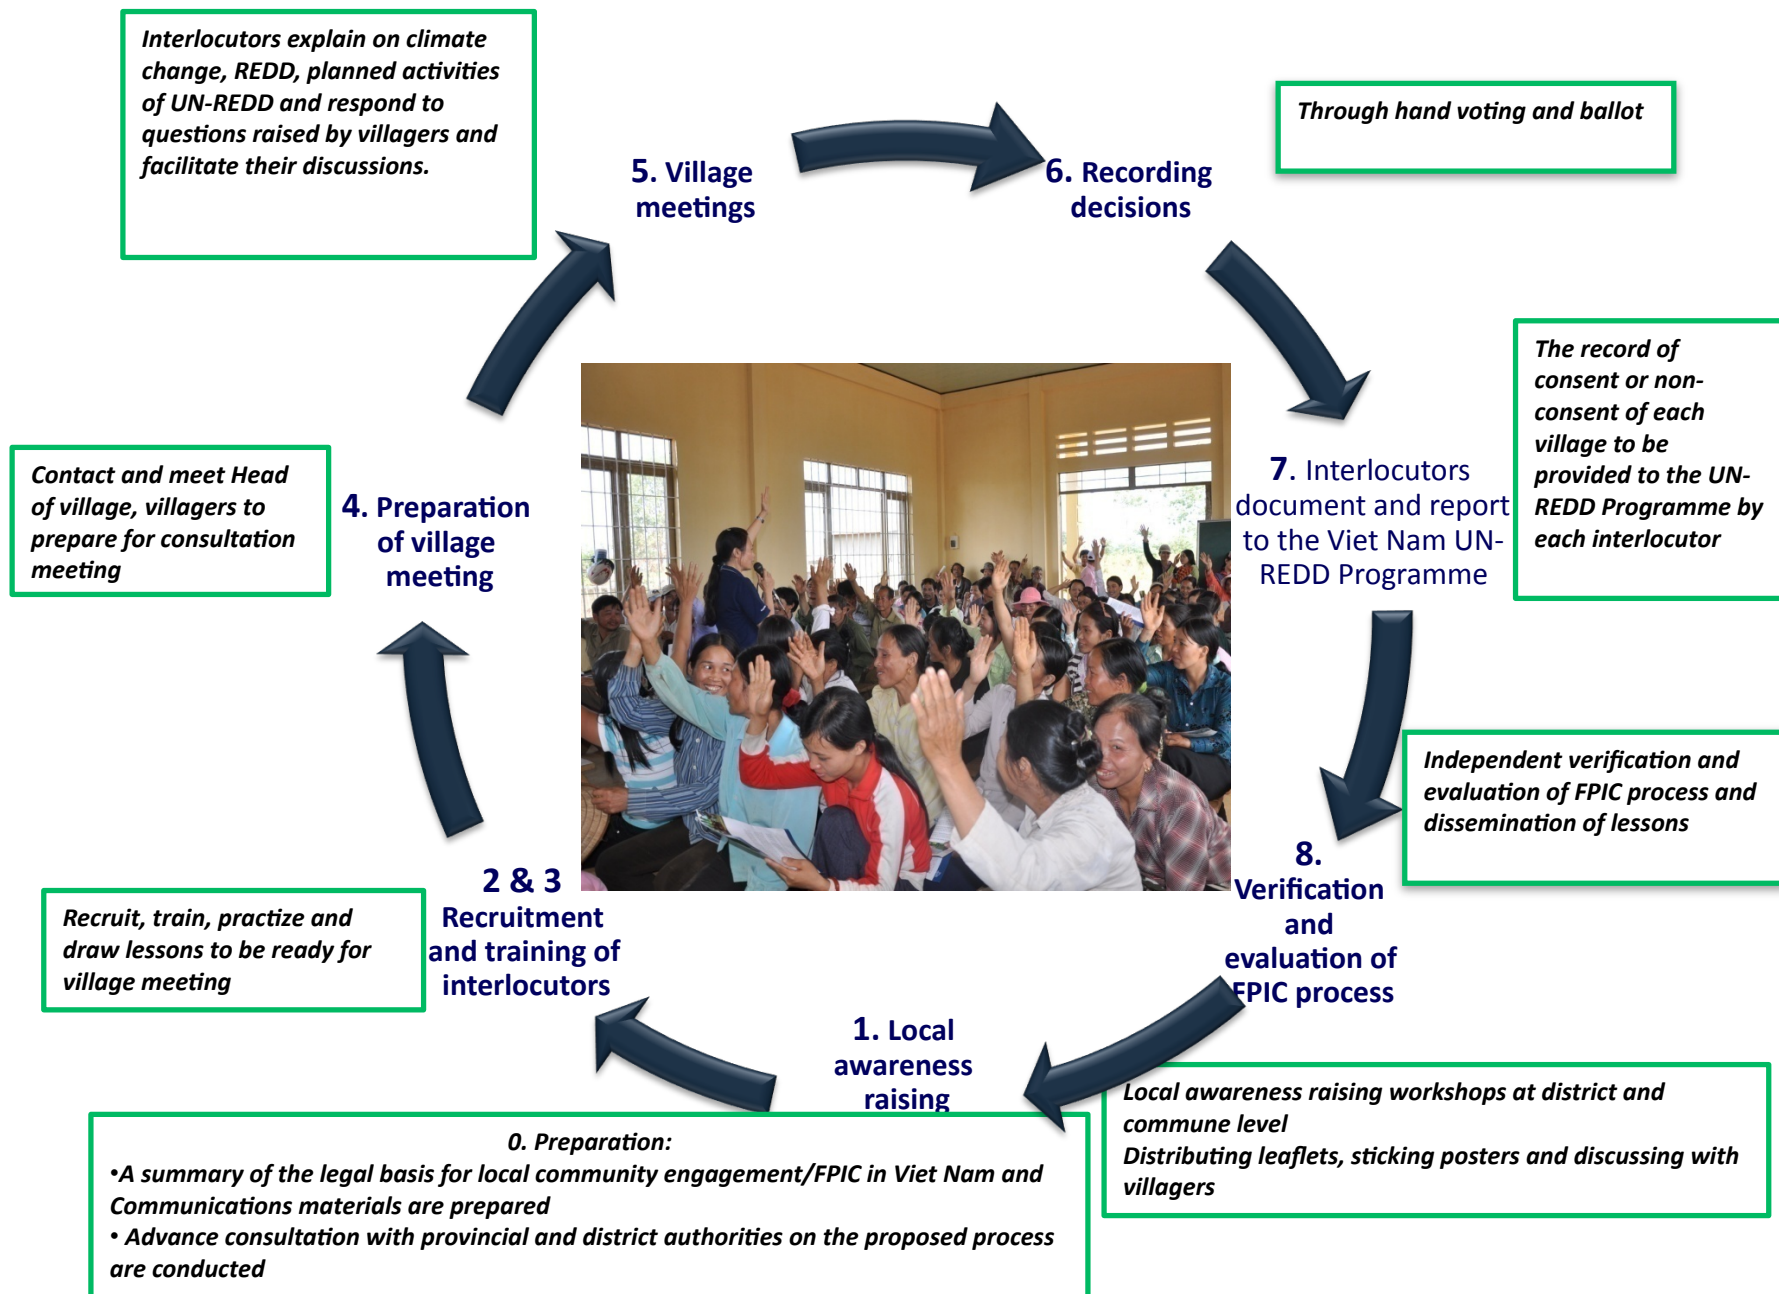 Interlocutors explain on climate
change, REDD, planned activities
of UN-REDD and respond to
questions raised by villagers and
facilitate their discussions.
5. Village
meetings
Through hand voting and ballot
6. Recording
decisions
The record of
consent or non-
consent of each
village to be
provided to the UN-
REDD Programme by
each interlocutor
7. Interlocutors
document and report
to the Viet Nam UN-
REDD Programme
Contact and meet Head
of village, villagers to
prepare for consultation
meeting
4. Preparation
of village
meeting
Independent verification and
evaluation of FPIC process and
dissemination of lessons
8.
Verification
and
evaluation of
FPIC process
Recruit, train, practize and
draw lessons to be ready for
village meeting
2 & 3
Recruitment
and training of
interlocutors
1. Local
awareness
raising
Local awareness raising workshops at district and
commune level
Distributing leaflets, sticking posters and discussing with
villagers
0. Preparation:
•A summary of the legal basis for local community engagement/FPIC in Viet Nam and
Communications materials are prepared
• Advance consultation with provincial and district authorities on the proposed process
are conducted